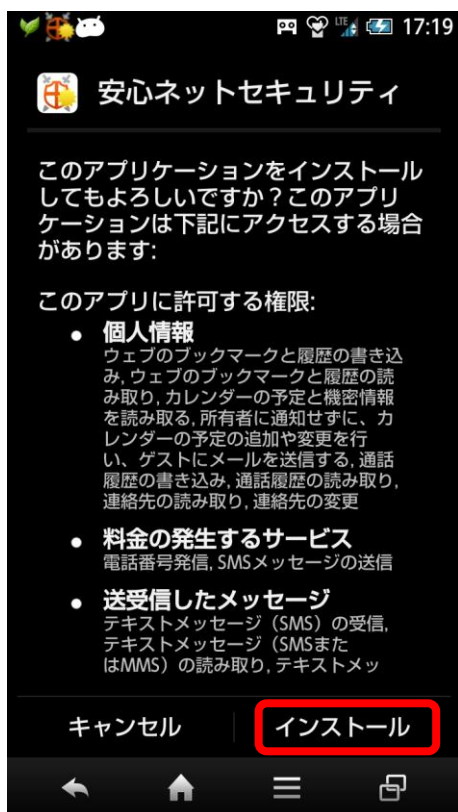 LTE 17:19
安心ネットセキュリティ
このアプリケーションをインストール
してもよろしいですか？このアプリ
ケーションは下記にアクセスする場合
があります:
このアプリに許可する権限:
● 個人情報
ウェブのブックマークと履歴の書き込
み, ウェブのブックマークと履歴の読
み取り, カレンダーの予定と機密情報
を読み取る, 所有者に通知せずに、カ
レンダーの予定の追加や変更を行
い、ゲストにメールを送信する, 通話
履歴の書き込み, 通話履歴の読み取り,
連絡先の読み取り, 連絡先の変更
● 料金の発生するサービス
電話番号発信, SMSメッセージの送信
● 送受信したメッセージ
テキストメッセージ（SMS）の受信,
テキストメッセージ（SMSまた
はMMS）の読み取り, テキストメッ
キャンセル インストール